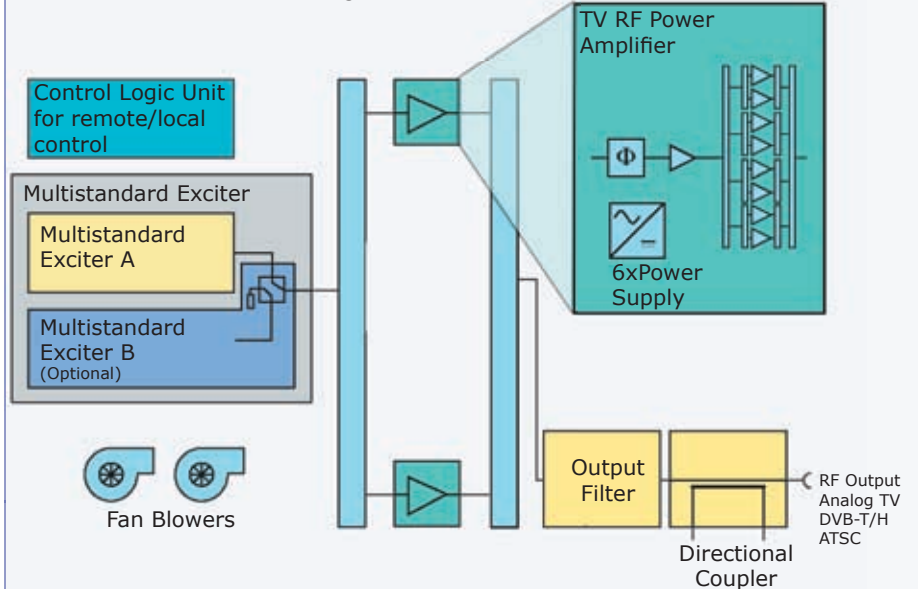 TV RF Power
Amplifier
Control Logic Unit
for remote/local
control
Multistandard Exciter
Multistandard
Exciter A
Multistandard
Exciter B
(Optional)
Φ
6xPower
Supply
Fan Blowers
Output
Filter
RF Output
Analog TV
DVB-T/H
ATSC
Directional
Coupler